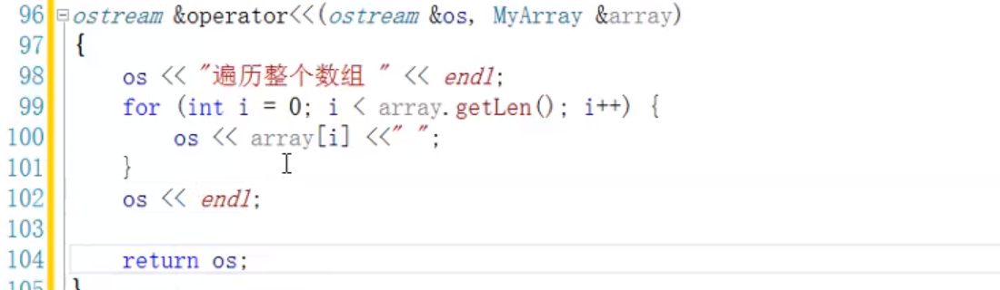 96 ostream &operator<<(ostream &os, MyArray &array)
97 {
98 os << "遍历整个数组 " << endl;
99 for (int i = 0; i < array.getLen(); i++) {
100 os << array[i] <<" ";
101 }
102 os << endl;
103
104 return os;
105 }